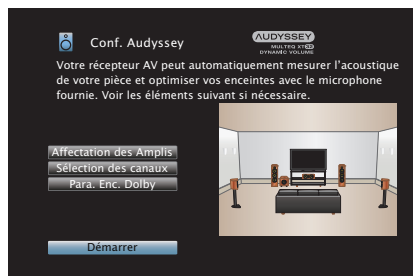 Conf. Audyssey
AUDYSSEY
MULTEQ XT32
DYNAMIC VOLUME
Votre récepteur AV peut automatiquement mesurer l'acoustique
de votre pièce et optimiser vos enceintes avec le microphone
fournie. Voir les éléments suivant si nécessaire.
Affectation des Amplis
Sélection des canaux
Para. Enc. Dolby
Démarrer